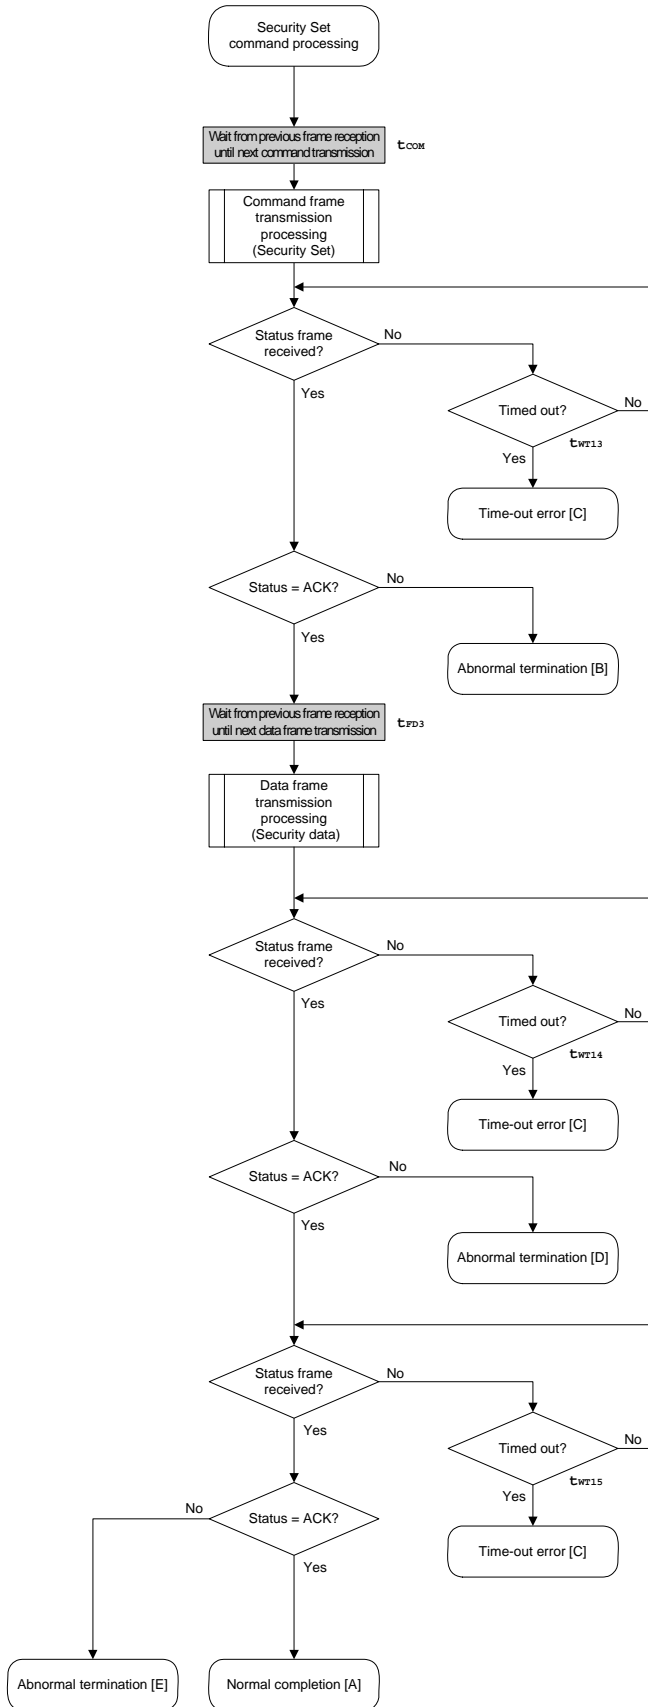 Security Set
command processing
Wait from previous frame reception
until next command transmission
tCOM
Command frame
transmission
processing
(Security Set)
Status frame
received?
No
Yes
Timed out?
No
tWT13
Yes
Time-out error [C]
Status = ACK?
No
Yes
Abnormal termination [B]
Wait from previous frame reception
until next data frame transmission
tFD3
Data frame
transmission
processing
(Security data)
Status frame
received?
No
Yes
Timed out?
No
tWT14
Yes
Time-out error [C]
Status = ACK?
No
Yes
Abnormal termination [D]
Status frame
received?
No
Yes
Timed out?
No
tWT15
Yes
Time-out error [C]
No
Status = ACK?
Yes
Abnormal termination [E]
Normal completion [A]